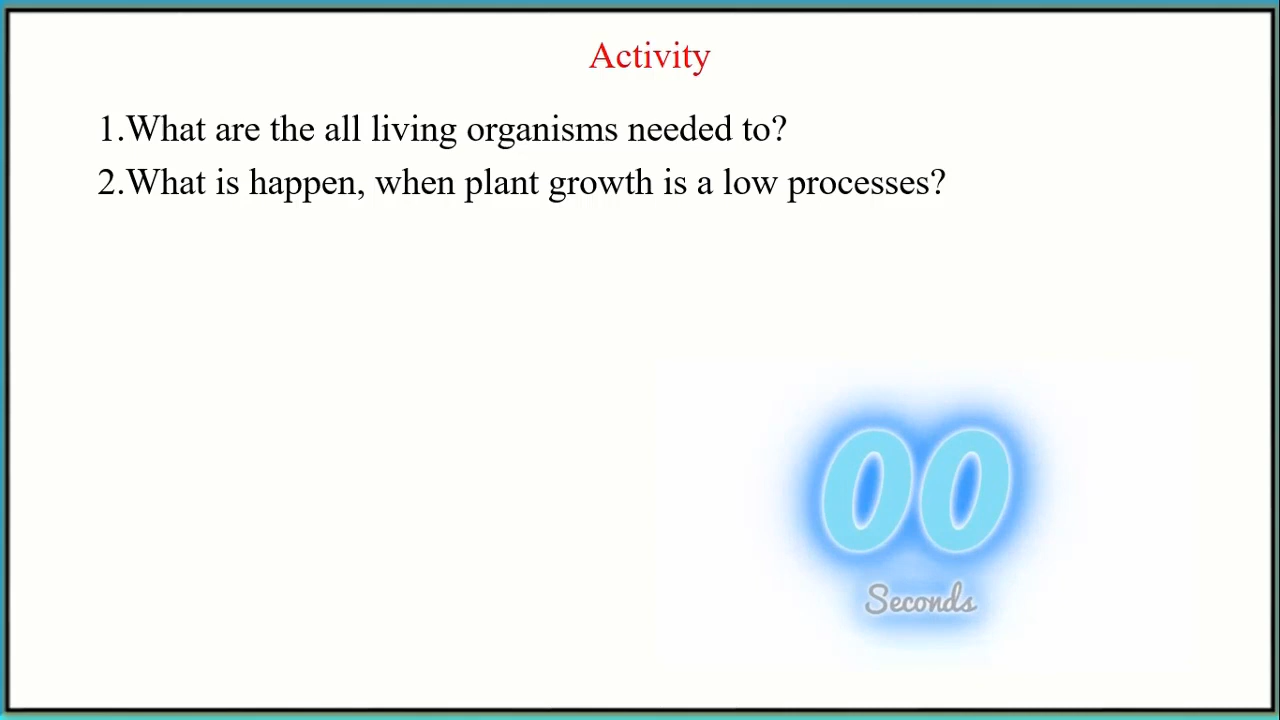 Activity
1.What are the all living organisms needed to?
2.What is happen, when plant growth is a low processes?
00
Seconds